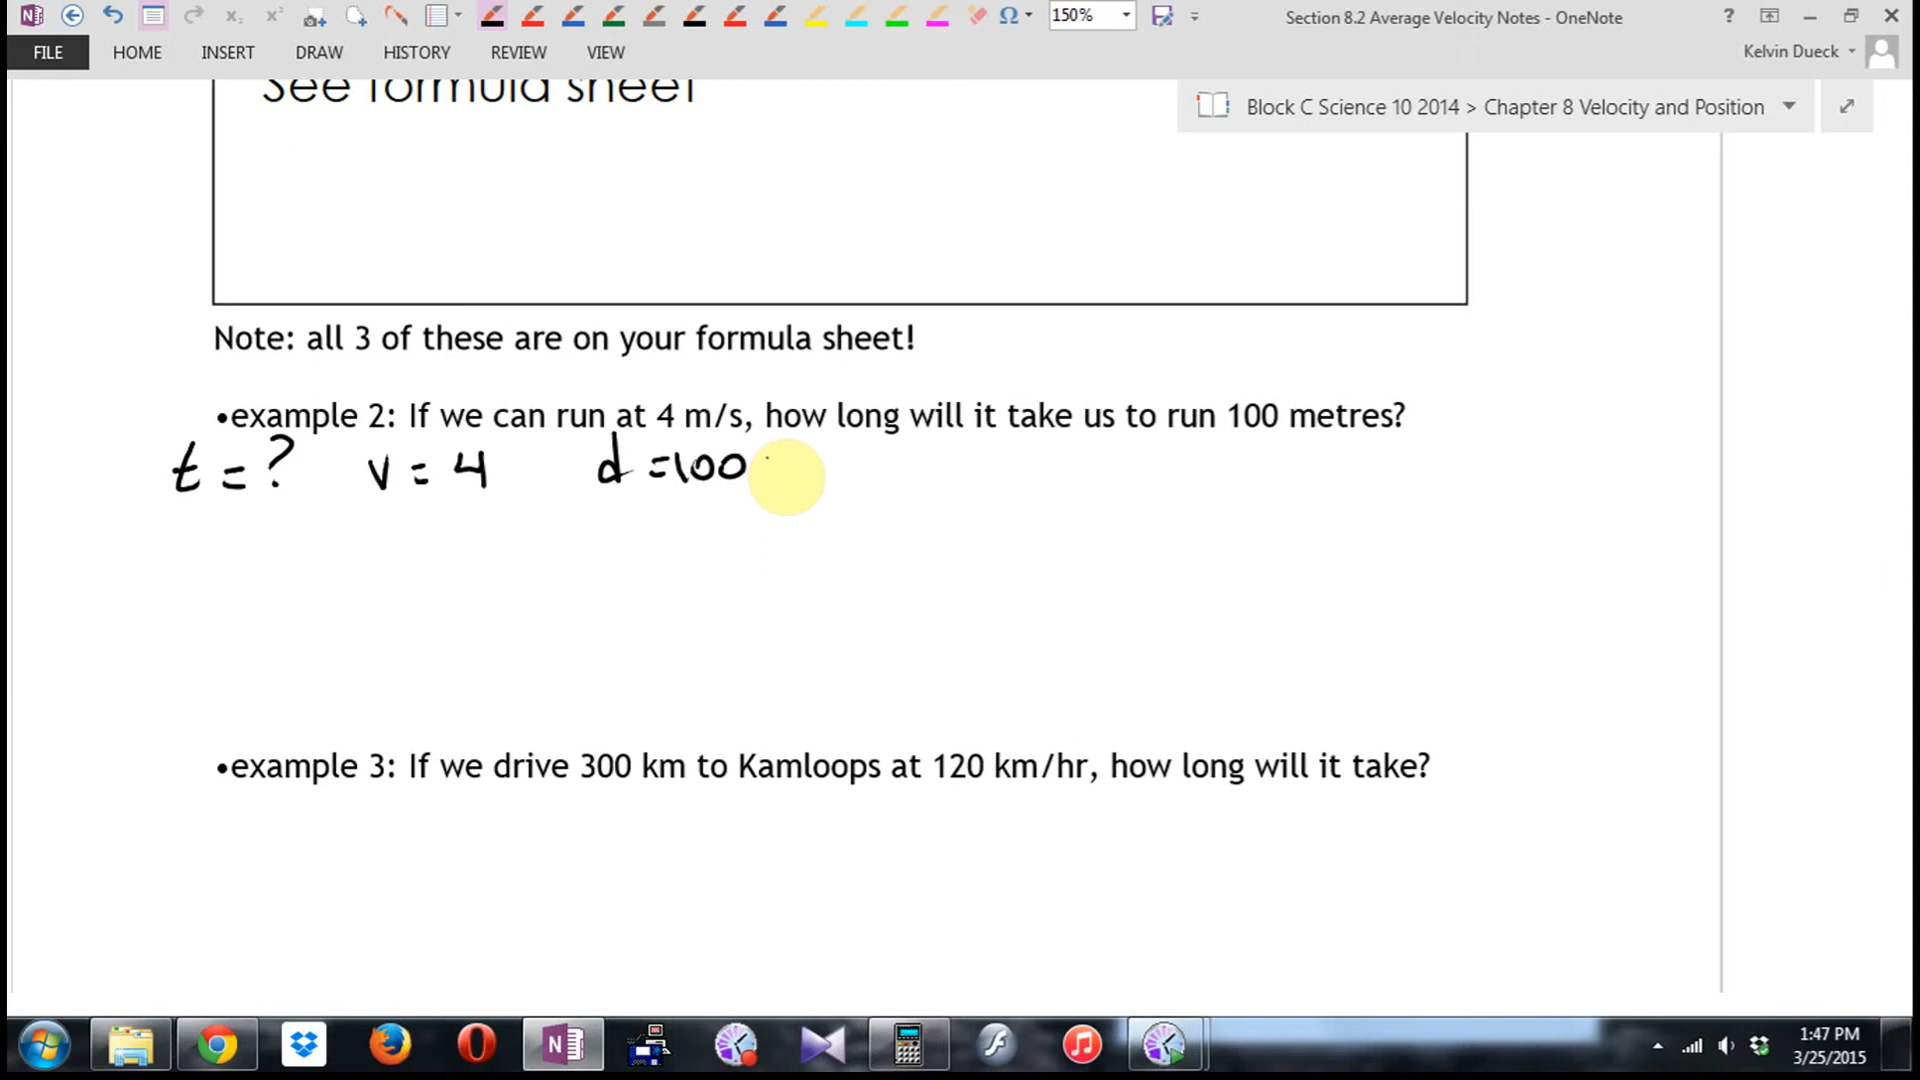 Section 8.2 Average Velocity Notes - OneNote
150%
FILE HOME INSERT DRAW HISTORY REVIEW VIEW
Kelvin Dueck
See formula sheet
Block C Science 10 2014 > Chapter 8 Velocity and Position
Note: all 3 of these are on your formula sheet!
•example 2: If we can run at 4 m/s, how long will it take us to run 100 metres?
t = ? v = 4 d = 100
•example 3: If we drive 300 km to Kamloops at 120 km/hr, how long will it take?
1:47 PM
3/25/2015